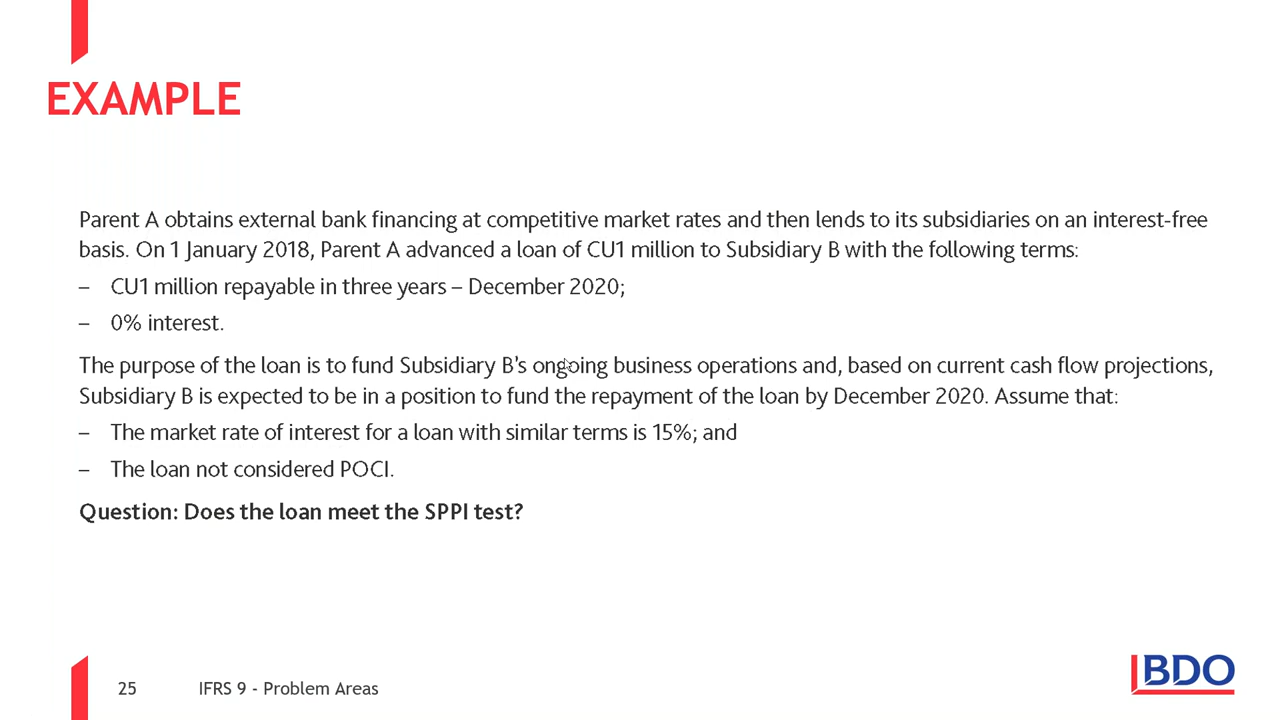 EXAMPLE
Parent A obtains external bank financing at competitive market rates and then lends to its subsidiaries on an interest-free
basis. On 1 January 2018, Parent A advanced a loan of CU1 million to Subsidiary B with the following terms:
– CU1 million repayable in three years – December 2020;
– 0% interest.
The purpose of the loan is to fund Subsidiary B's ongoing business operations and, based on current cash flow projections,
Subsidiary B is expected to be in a position to fund the repayment of the loan by December 2020. Assume that:
– The market rate of interest for a loan with similar terms is 15%; and
– The loan not considered POCI.
Question: Does the loan meet the SPPI test?
25 IFRS 9 - Problem Areas
BDO